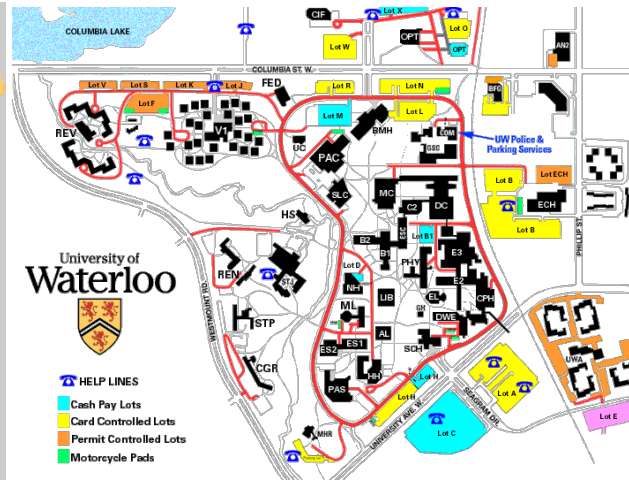 COLUMBIA LAKE
CIF
Lot X
Lot W
OPT
Lot O
OPT
AN2
COLUMBIA ST. W.
Lot V
Lot S
Lot K
Lot J
FED
Lot R
Lot N
BFG
Lot F
Lot M
Lot L
REV
V1
UC
BMH
COM
UW Police &
Parking Services
GSC
PAC
Lot ECH
SLC
MC
DC
Lot B
ECH
PHILLIP ST.
HS
C2
ESC
Lot B1
Lot B
B2
B1
E3
University of
Waterloo
REN
STJ
Lot D
PHY
NH
E2
WESTMOUNT RD.
ML
LIB
EL
CPH
GH
STP
DWE
AL
ES1
ES2
SCH
UWA
CGR
HH
Lot H
PAS
Lot H
SEAGRAM DR.
Lot A
Lot E
UNIVERSITY AVE W.
Lot C
MHR
HELP LINES
Cash Pay Lots
Card Controlled Lots
Permit Controlled Lots
Motorcycle Pads